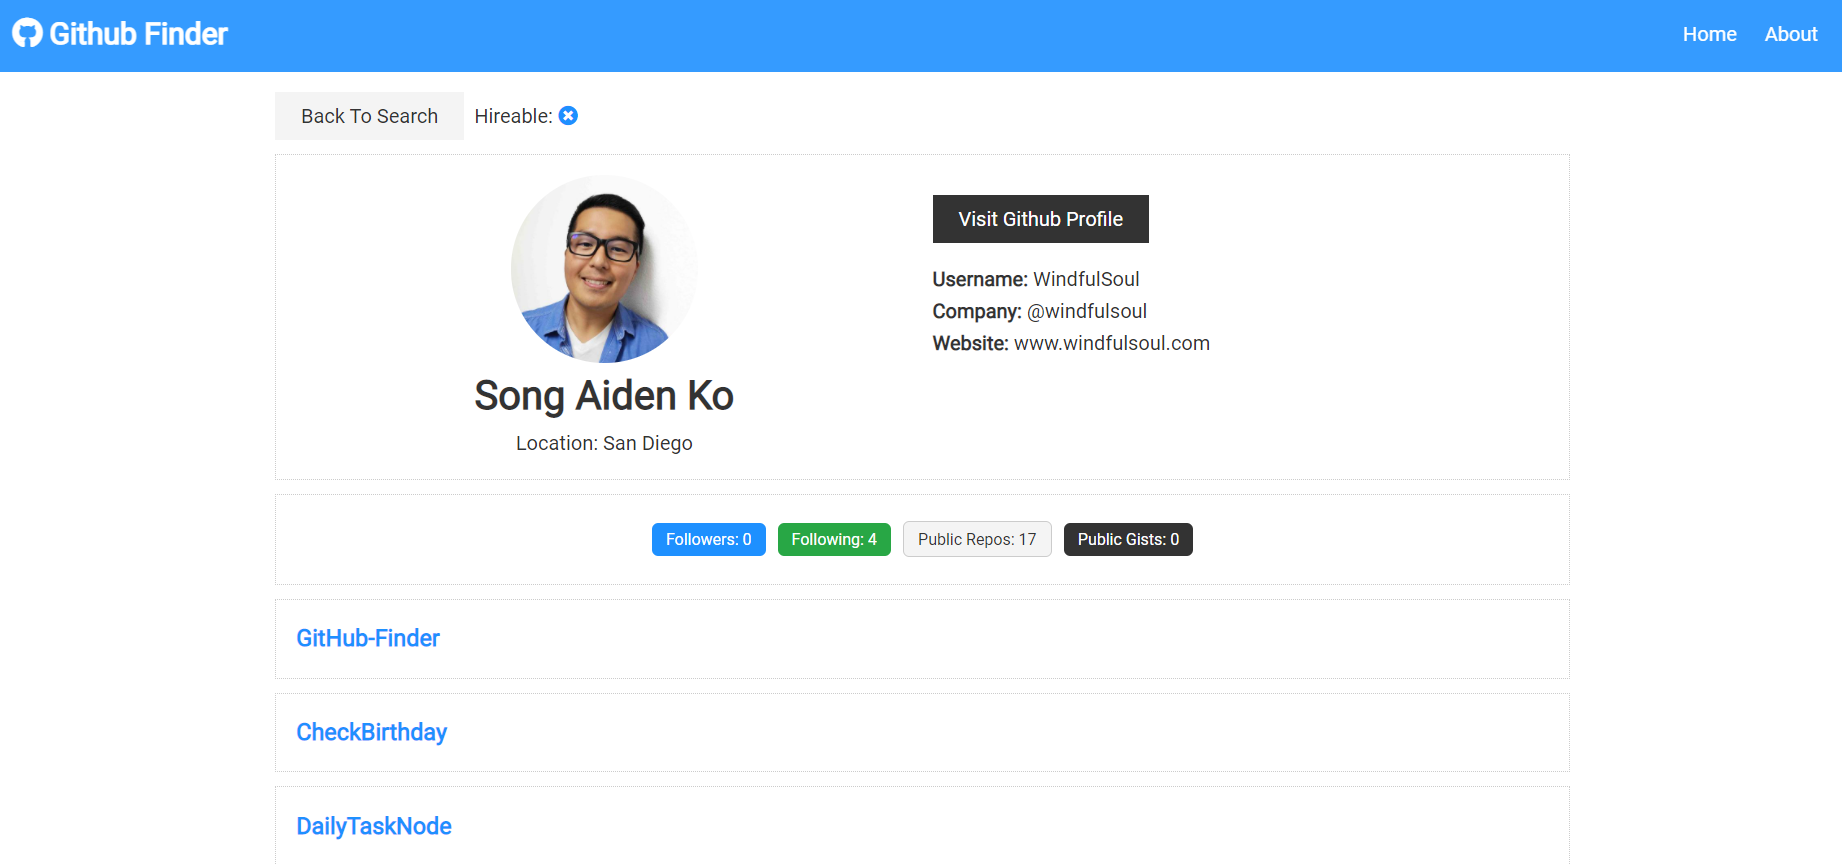 Github Finder
Home
About
Back To Search
Hireable:
Visit Github Profile
Username: WindfulSoul
Company: @windfulsoul
Website: www.windfulsoul.com
Song Aiden Ko
Location: San Diego
Followers: 0
Following: 4
Public Repos: 17
Public Gists: 0
GitHub-Finder
CheckBirthday
DailyTaskNode